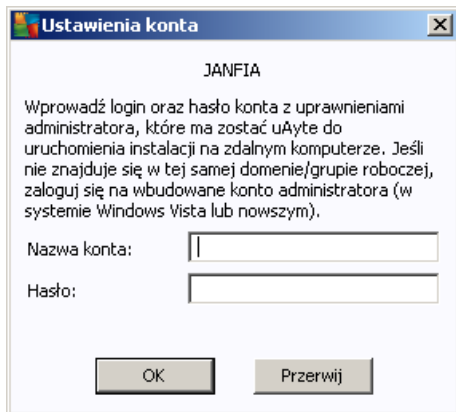 Ustawienia konta
JANFIA
Wprowadź login oraz hasło konta z uprawnieniami
administratora, które ma zostać uAyte do
uruchomienia instalacji na zdalnym komputerze. Jeśli
nie znajduje się w tej samej domenie/grupie roboczej,
zaloguj się na wbudowane konto administratora (w
systemie Windows Vista lub nowszym).
Nazwa konta:
Hasło:
OK Przerwij